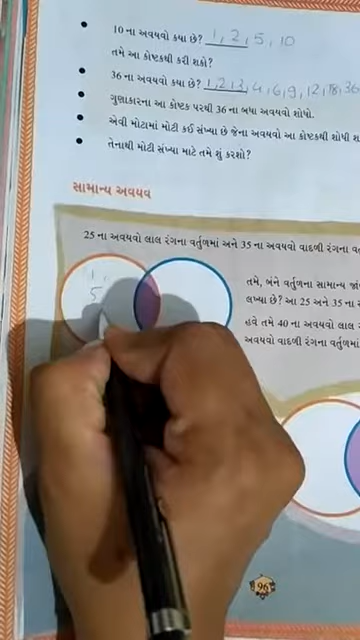 10 ના અવયવો કયા છે? 1, 2, 5, 10
તમે આ કોષ્ટકથી કરી શકો?
36 ના અવયવો કયા છે? 1, 2, 3, 4, 6, 9, 12, 18, 36
ગુણાકારના આ કોષ્ટક પરથી 36 ના બધા અવયવો શોધો.
એવી મોટામાં મોટી કઈ સંખ્યા છે જેના અવયવો આ કોષ્ટકથી શોધી
તેનાથી મોટી સંખ્યા માટે તમે શું કરશો?
સામાન્ય અવયવ
25 ના અવયવો લાલ રંગના વર્તુળમાં અને 35 ના અવયવો વાદળી રંગના
1,
5
તમે, બંને વર્તુળના સામાન્ય
લખ્યા છે? આ 25 અને 35 ના
હવે તમે 40 ના અવયવો લાલ
અવયવો વાદળી રંગના વર્તુળમાં
96